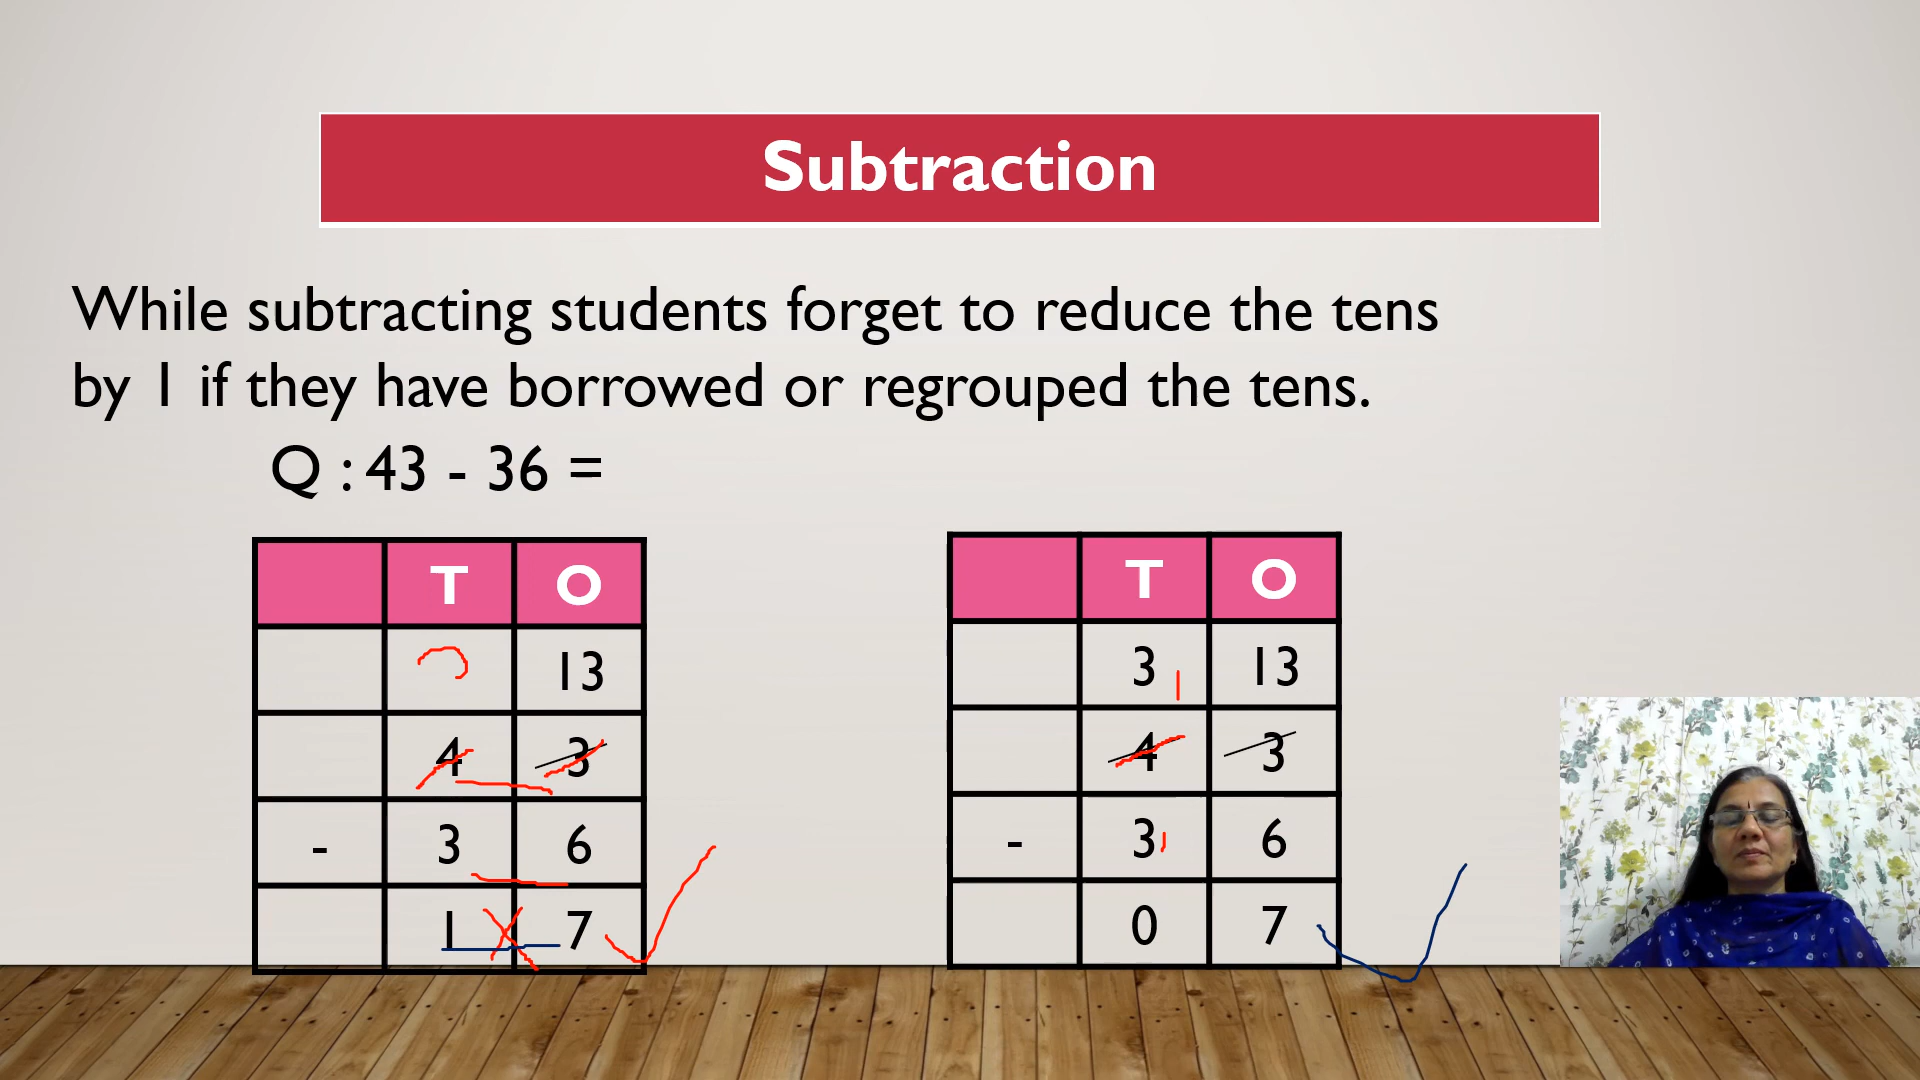 Subtraction
While subtracting students forget to reduce the tens
by 1 if they have borrowed or regrouped the tens.
Q : 43 - 36 =
T O
13
4 3
- 3 6
1 7
T O
3 13
4 3
- 3 6
0 7